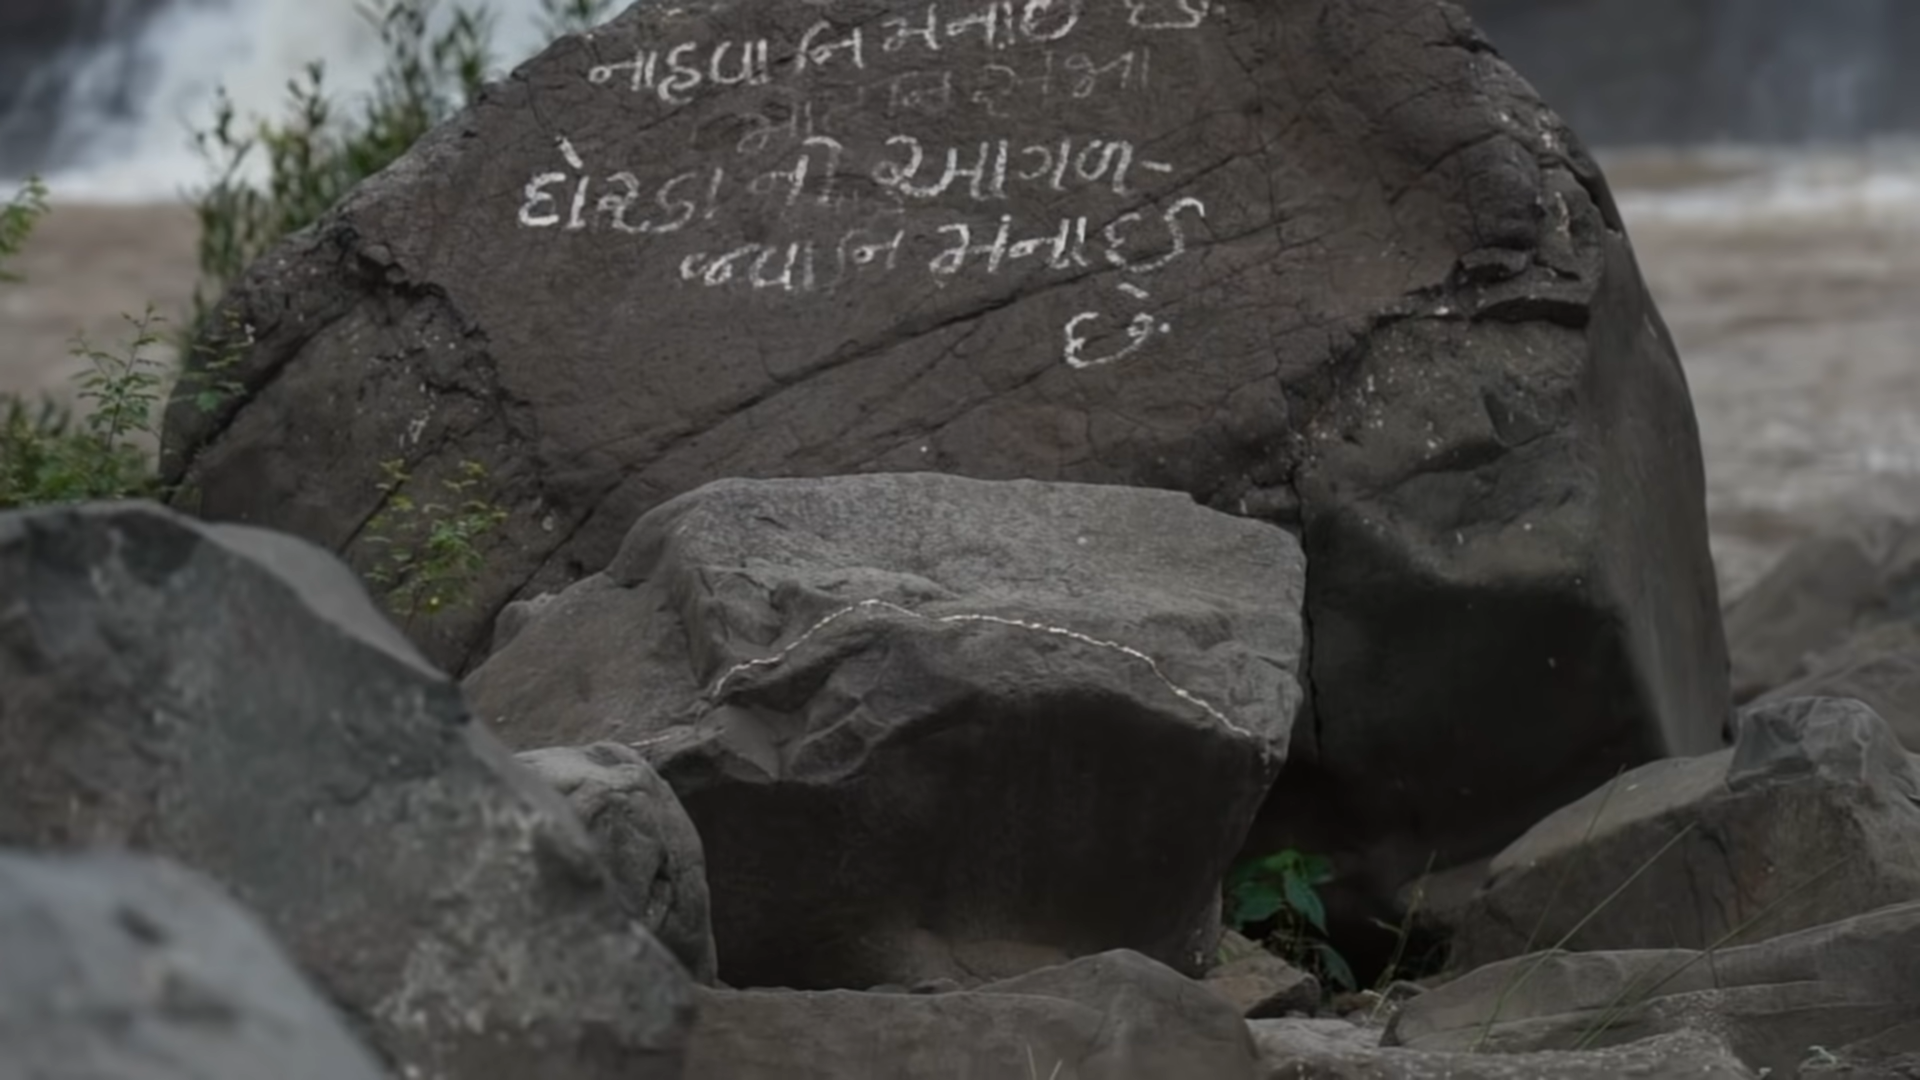 નાહવા નિ મનાઇ છે.
દોરડા ની આગળ-
જવા નિ મનાઈ
છે.